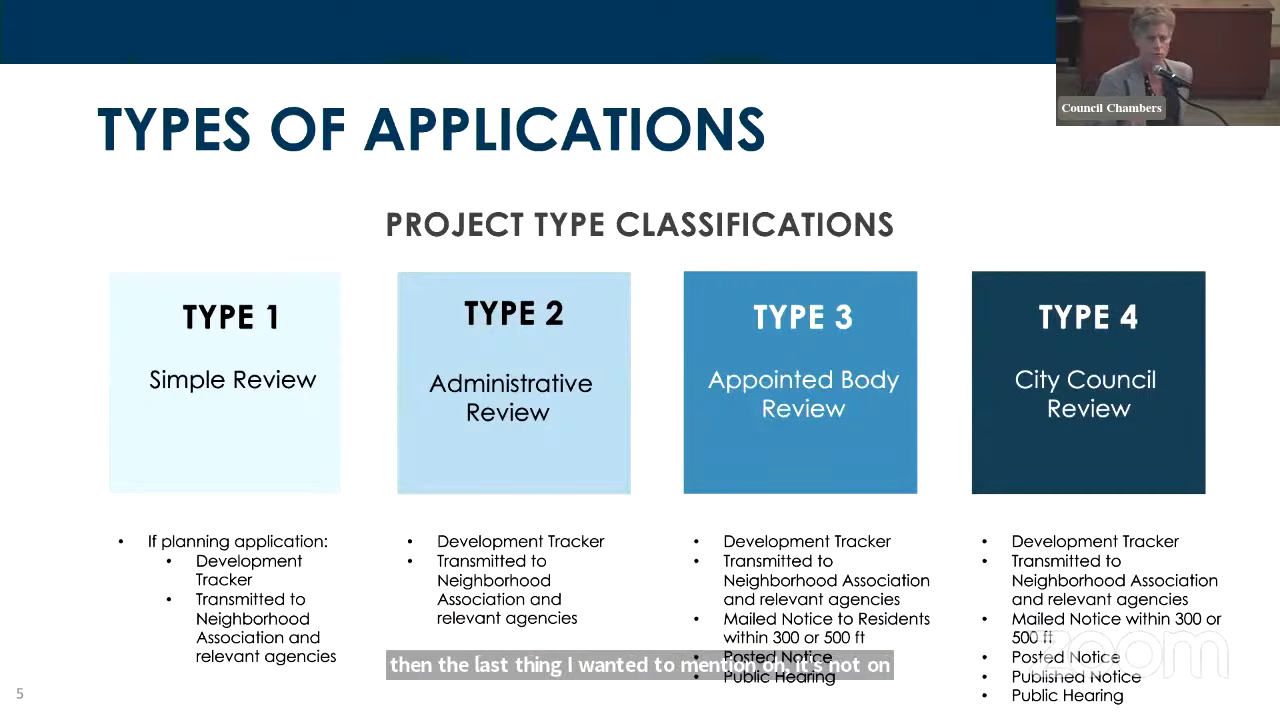 Council Chambers
TYPES OF APPLICATIONS
PROJECT TYPE CLASSIFICATIONS
TYPE 1
Simple Review
TYPE 2
Administrative
Review
TYPE 3
Appointed Body
Review
TYPE 4
City Council
Review
• If planning application:
• Development
Tracker
• Transmitted to
Neighborhood
Association and
relevant agencies
• Development Tracker
• Transmitted to
Neighborhood
Association and
relevant agencies
• Development Tracker
• Transmitted to
Neighborhood Association
and relevant agencies
• Mailed Notice to Residents
within 300 or 500 ft
• Posted Notice
• Public Hearing
• Development Tracker
• Transmitted to
Neighborhood Association
and relevant agencies
• Mailed Notice within 300 or
500 ft
• Posted Notice
• Published Notice
• Public Hearing
then the last thing I wanted to mention on, it's not on
zoom
5